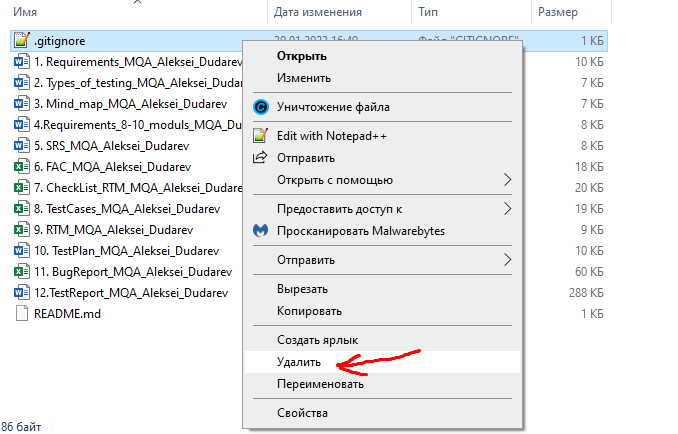 Имя Дата изменения Тип Размер
.gitignore 20.01.2022 16:40 Файл "GITIGNORE" 1 КБ
1. Requirements_MQA_Aleksei_Dudarev 10 КБ
2. Types_of_testing_MQA_Aleksei_Dudarev 7 КБ
3. Mind_map_MQA_Aleksei_Dudarev 7 КБ
4.Requirements_8-10_moduls_MQA_Du 8 КБ
5. SRS_MQA_Aleksei_Dudarev 8 КБ
6. FAC_MQA_Aleksei_Dudarev 18 КБ
7. CheckList_RTM_MQA_Aleksei_Dudarev 20 КБ
8. TestCases_MQA_Aleksei_Dudarev 19 КБ
9. RTM_MQA_Aleksei_Dudarev 9 КБ
10. TestPlan_MQA_Aleksei_Dudarev 10 КБ
11. BugReport_MQA_Aleksei_Dudarev 60 КБ
12.TestReport_MQA_Aleksei_Dudarev 288 КБ
README.md 1 КБ
Открыть
Изменить
Уничтожение файла
Edit with Notepad++
Отправить
Открыть с помощью
Предоставить доступ к
Просканировать Malwarebytes
Отправить
Вырезать
Копировать
Создать ярлык
Удалить
Переименовать
Свойства
86 байт